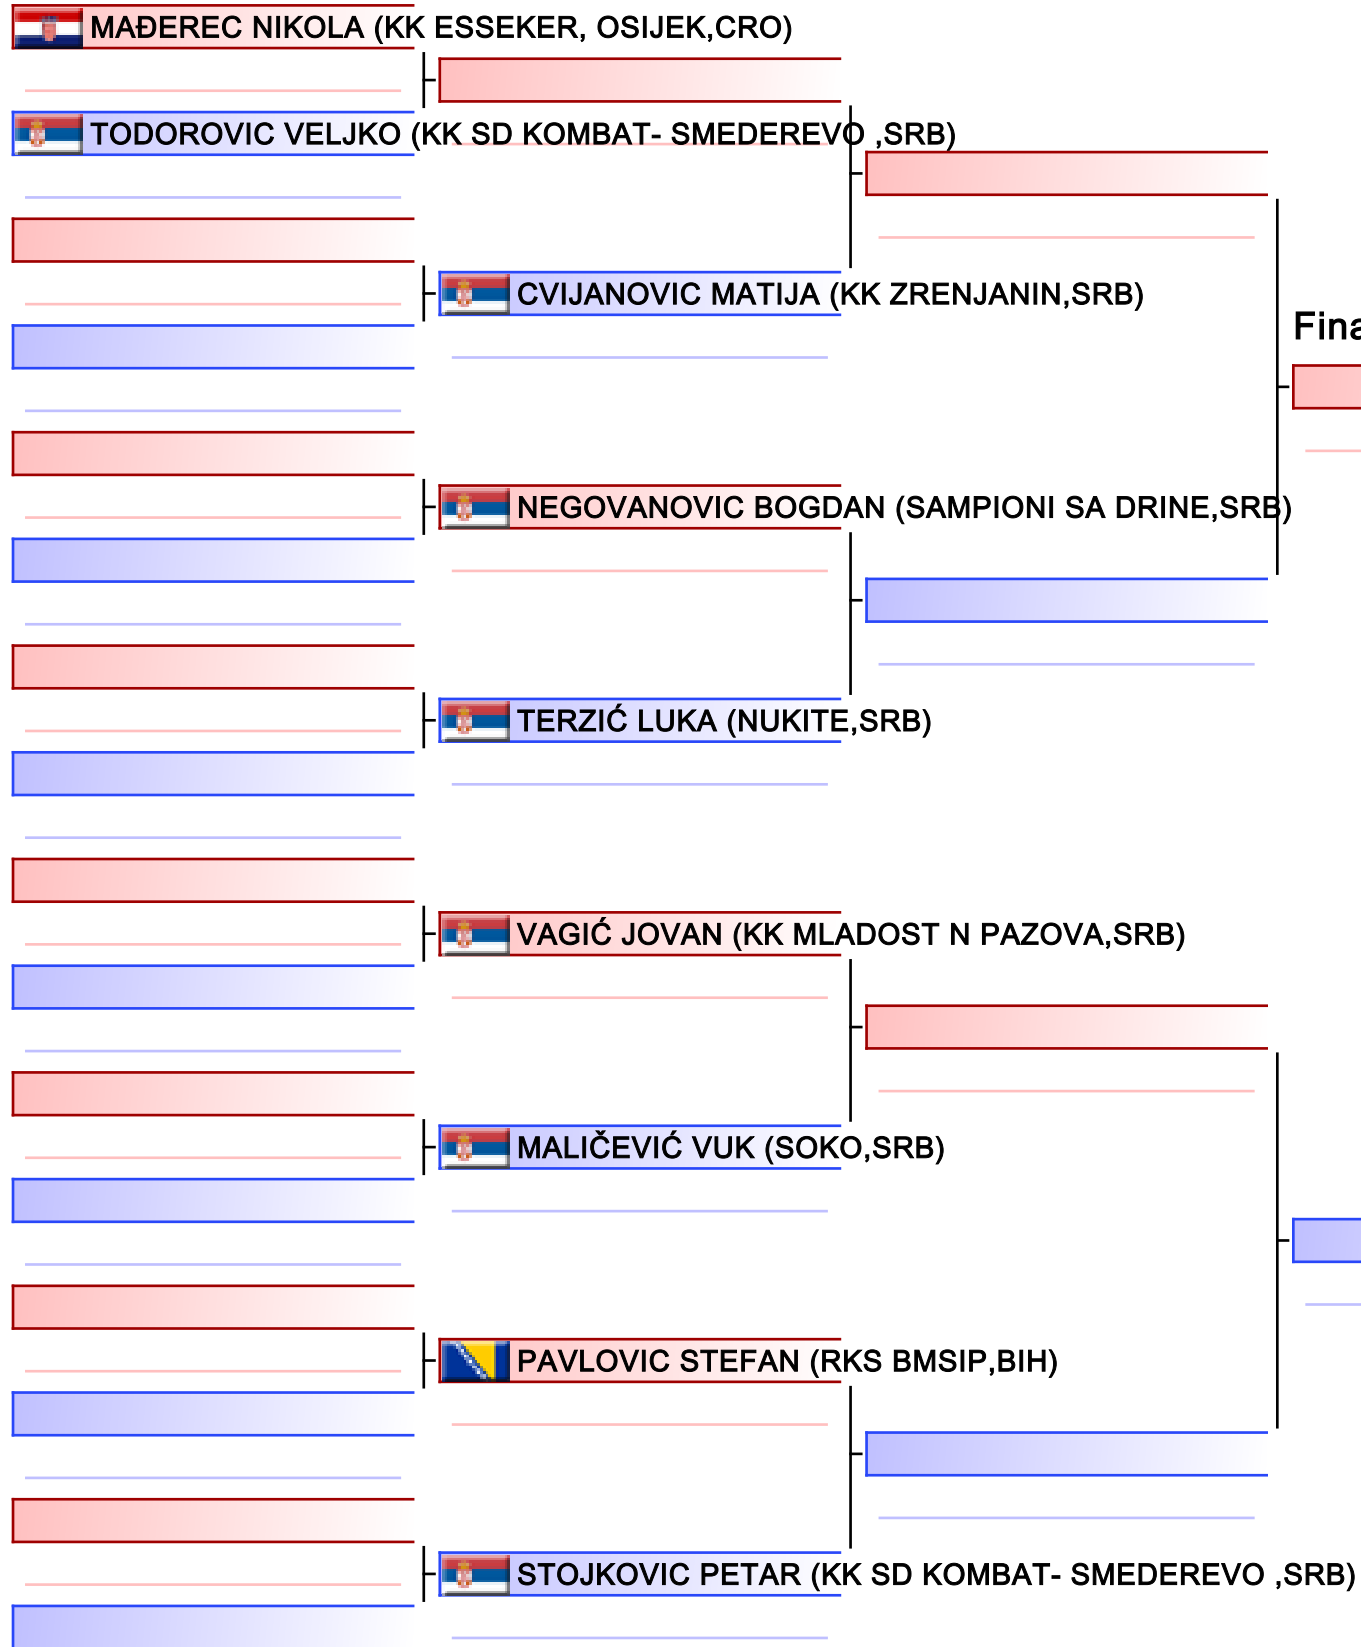 MAĐEREC NIKOLA (KK ESSEKER, OSIJEK,CRO)
TODOROVIC VELJKO (KK SD KOMBAT- SMEDEREVO ,SRB)
CVIJANOVIC MATIJA (KK ZRENJANIN,SRB)
Fina
NEGOVANOVIC BOGDAN (SAMPIONI SA DRINE,SRB)
TERZIĆ LUKA (NUKITE,SRB)
VAGIĆ JOVAN (KK MLADOST N PAZOVA,SRB)
MALIČEVIĆ VUK (SOKO,SRB)
PAVLOVIC STEFAN (RKS BMSIP,BIH)
STOJKOVIC PETAR (KK SD KOMBAT- SMEDEREVO ,SRB)